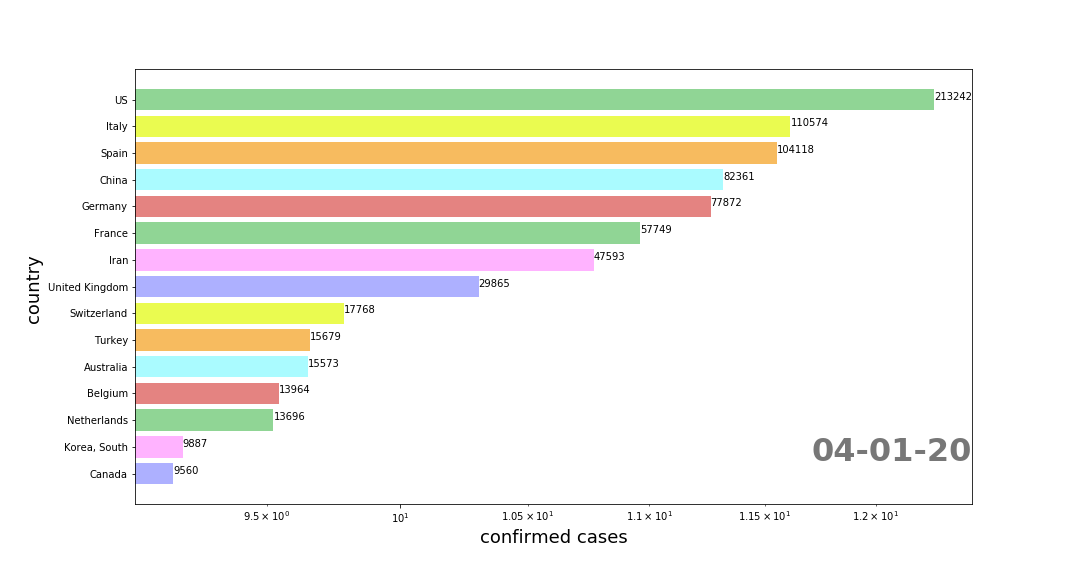 US 213242
Italy 110574
Spain 104118
China 82361
Germany 77872
France 57749
Iran 47593
United Kingdom 29865
Switzerland 17768
Turkey 15679
Australia 15573
Belgium 13964
Netherlands 13696
Korea, South 9887
Canada 9560
country
04-01-20
9.5 × 10⁰ 10¹ 1.05 × 10¹ 1.1 × 10¹ 1.15 × 10¹ 1.2 × 10¹
confirmed cases